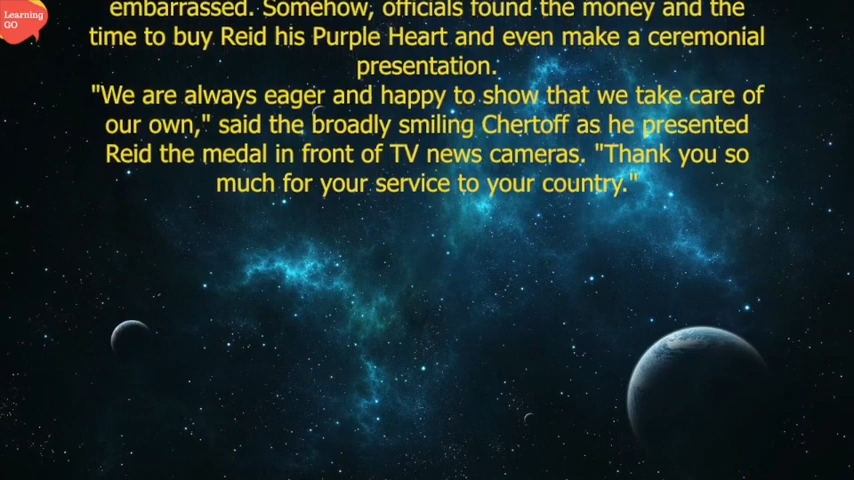 Learning
GO
embarrassed. Somehow, officials found the money and the
time to buy Reid his Purple Heart and even make a ceremonial
presentation.
"We are always eager and happy to show that we take care of
our own," said the broadly smiling Chertoff as he presented
Reid the medal in front of TV news cameras. "Thank you so
much for your service to your country."